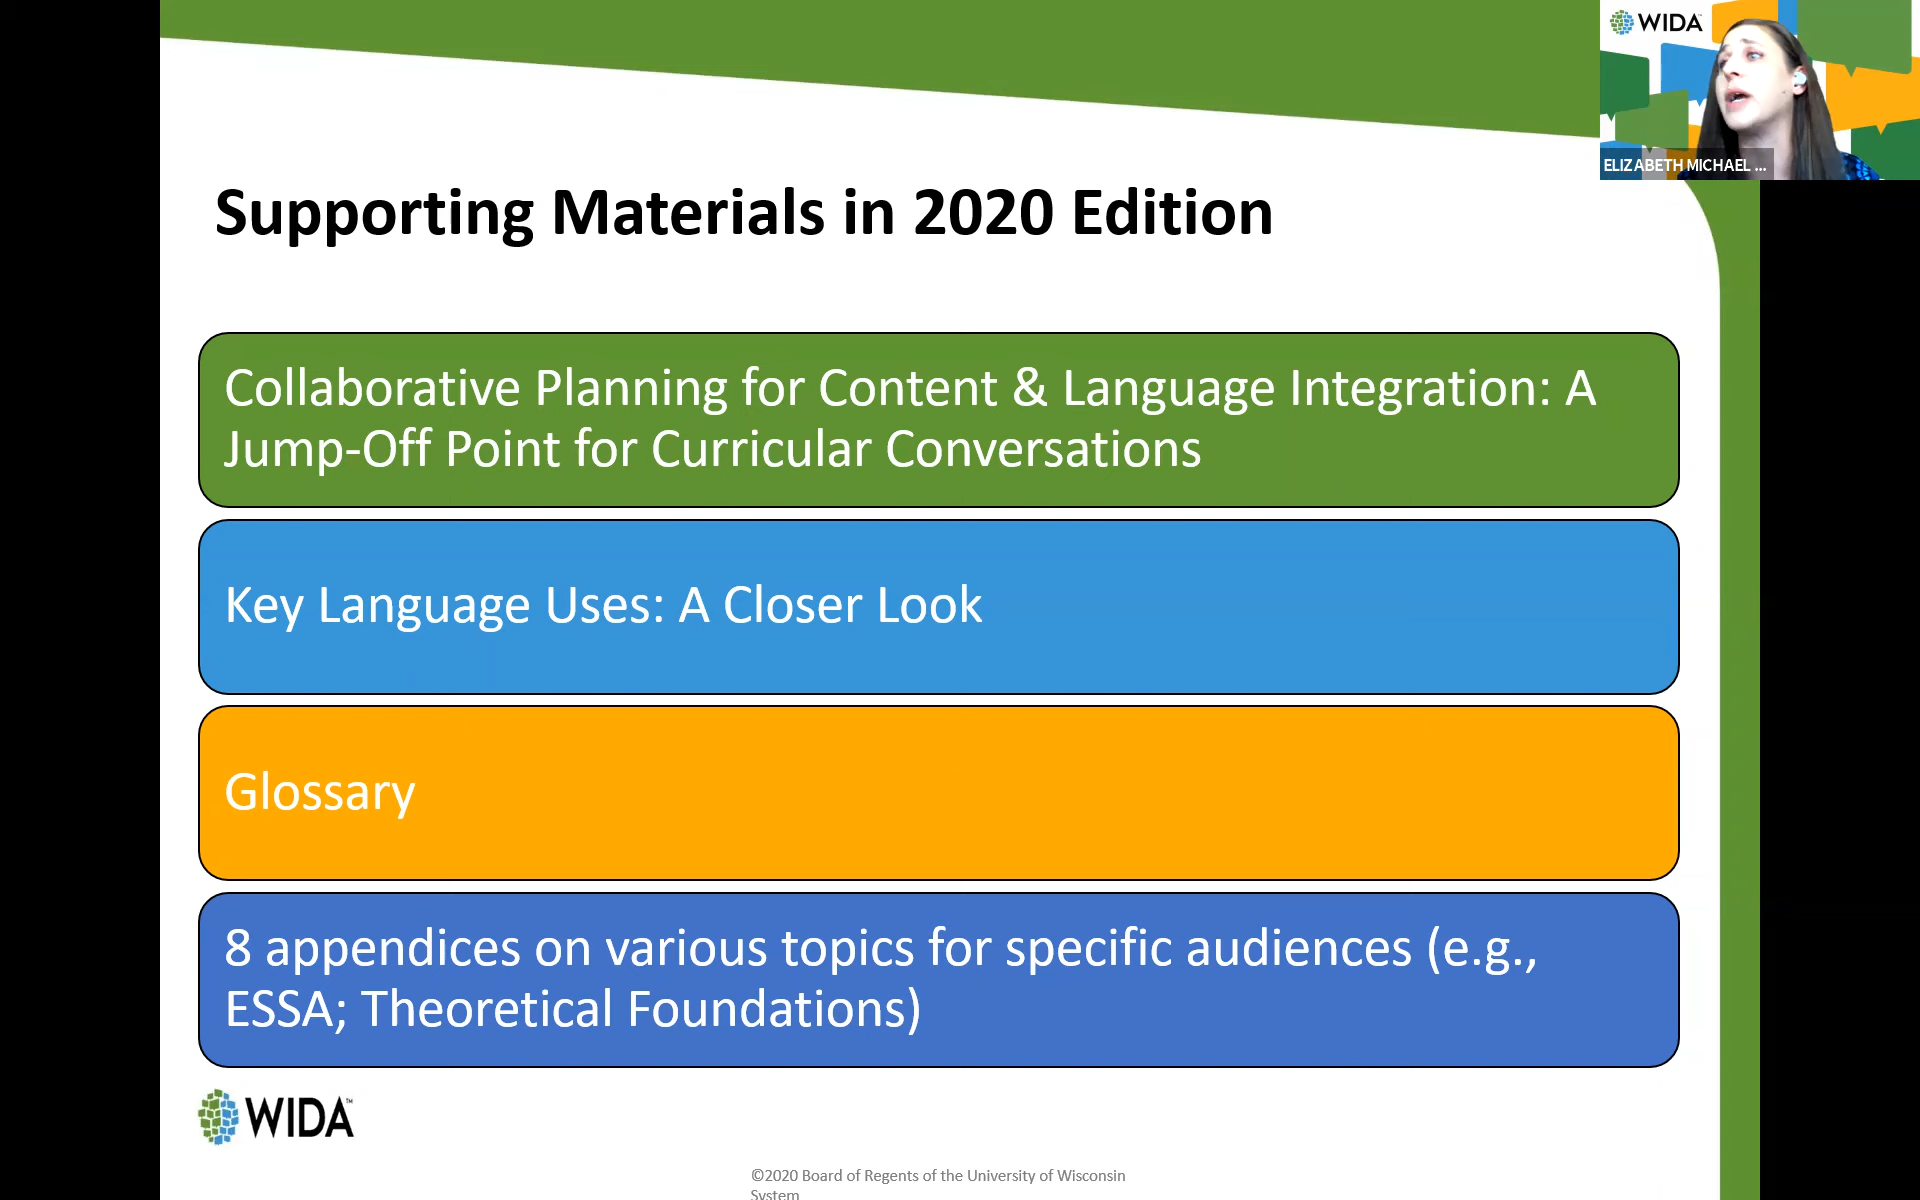 WIDA
ELIZABETH MICHAEL ...
Supporting Materials in 2020 Edition
Collaborative Planning for Content & Language Integration: A
Jump-Off Point for Curricular Conversations
Key Language Uses: A Closer Look
Glossary
8 appendices on various topics for specific audiences (e.g.,
ESSA; Theoretical Foundations)
WIDA™
©2020 Board of Regents of the University of Wisconsin
System